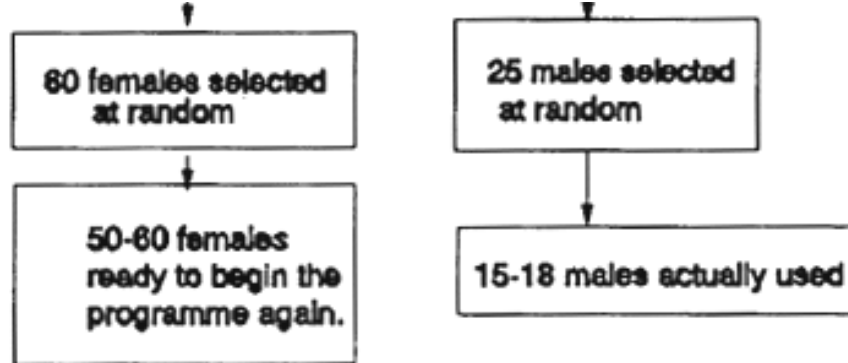 60 females selected
at random
25 males selected
at random
50-60 females
ready to begin the
programme again.
15-18 males actually used